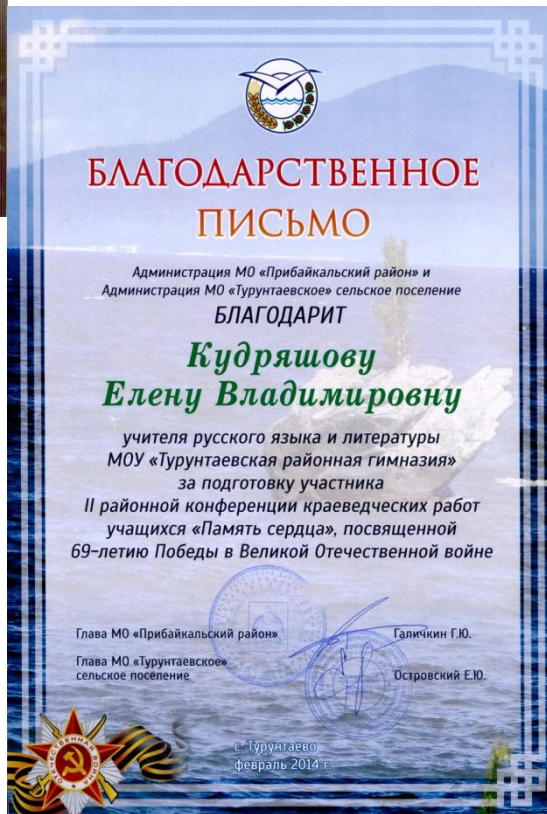 БЛАГОДАРСТВЕННОЕ
ПИСЬМО
Администрация МО «Прибайкальский район» и
Администрация МО «Турунтаевское» сельское поселение
БЛАГОДАРИТ
Кудряшову
Елену Владимировну
учителя русского языка и литературы
МОУ «Турунтаевская районная гимназия»
за подготовку участника
II районной конференции краеведческих работ
учащихся «Память сердца», посвященной
69-летию Победы в Великой Отечественной войне
Глава МО «Прибайкальский район» Галичкин Г.Ю.
Глава МО «Турунтаевское»
сельское поселение Островский Е.Ю.
с. Турунтаево
февраль 2014 г.
ОТЕЧЕСТВЕННАЯ ВОЙНА